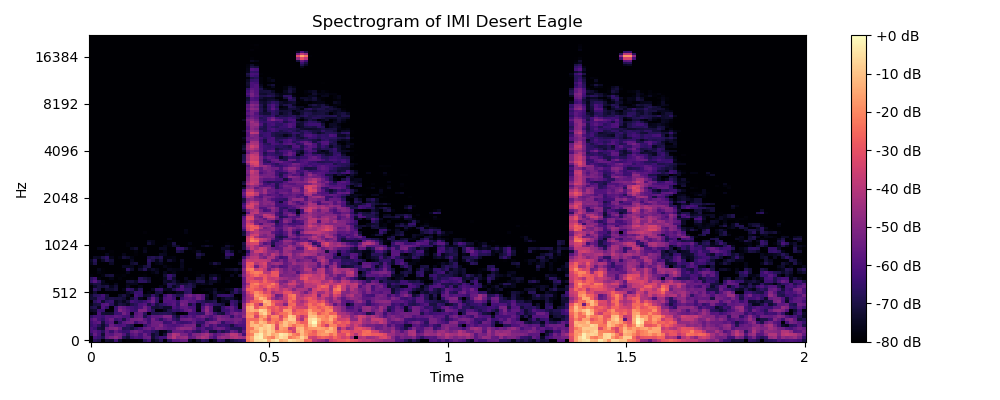 Spectrogram of IMI Desert Eagle
Hz
16384
8192
4096
2048
1024
512
0
0 0.5 1 1.5 2
Time
+0 dB
-10 dB
-20 dB
-30 dB
-40 dB
-50 dB
-60 dB
-70 dB
-80 dB